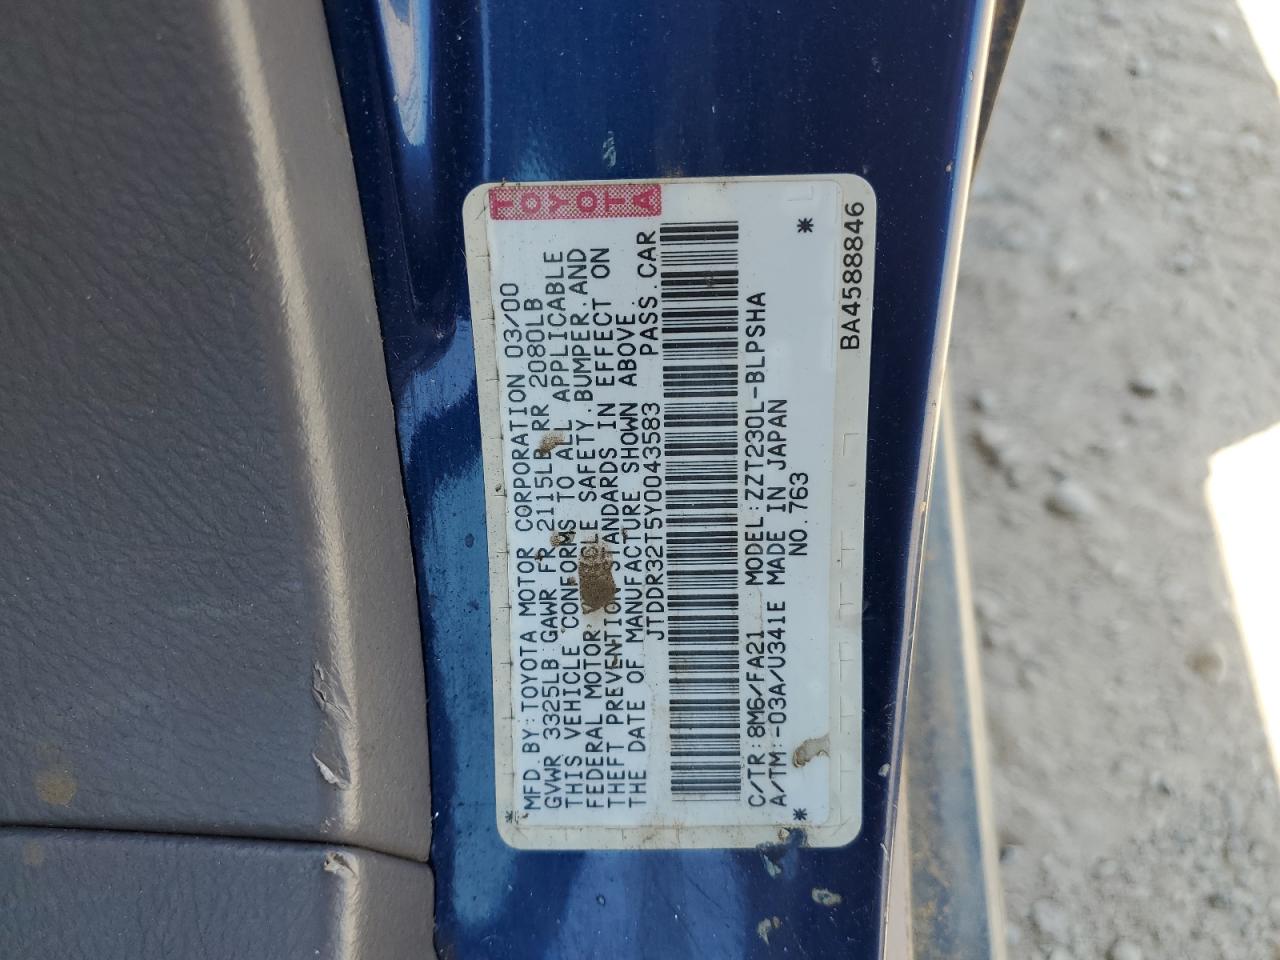 TOYOTA
MFD. BY: TOYOTA MOTOR CORPORATION 03/00
GVWR 3325LB GAWR FR 2115LB RR 2080LB
THIS VEHICLE CONFORMS TO ALL APPLICABLE
FEDERAL MOTOR VEHICLE SAFETY. BUMPER. AND
THEFT PREVENTION STANDARDS IN EFFECT ON
THE DATE OF MANUFACTURE SHOWN ABOVE.
JTDDR32T5Y0043583 PASS. CAR
C/TR: 8M6/FA21 MODEL: ZZT230L-BLPSHA
A/TM: -03A/U341E MADE IN JAPAN
NO. 763
BA4588846